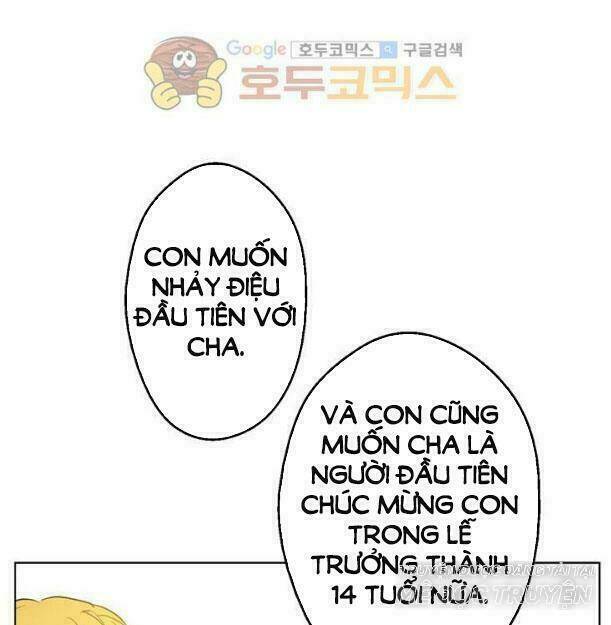 Google 호두코믹스 구글검색
호두코믹스
CON MUỐN
NHẢY ĐIỆU
ĐẦU TIÊN VỚI
CHA.
VÀ CON CŨNG
MUỐN CHA LÀ
NGƯỜI ĐẦU TIÊN
CHÚC MỪNG CON
TRONG LỄ
TRƯỞNG THÀNH
14 TUỔI NỮA.
TRUYỆN